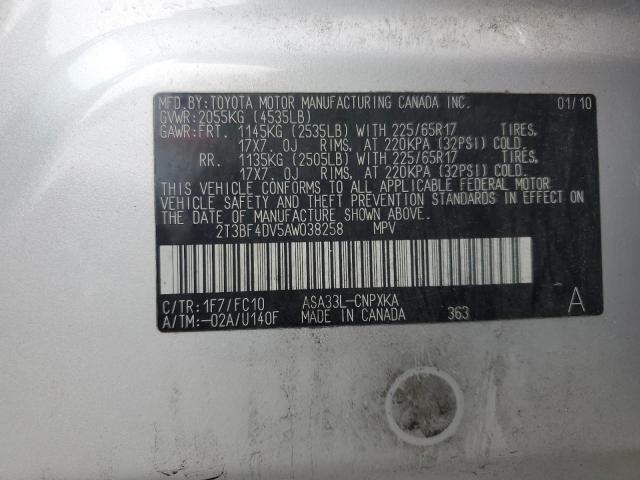 MFD.BY:TOYOTA MOTOR MANUFACTURING CANADA INC. 01/10
GVWR:2055KG (4535LB)
GAWR:FRT. 1145KG (2535LB) WITH 225/65R17 TIRES,
17X7.0J RIMS, AT 220KPA (32PSI) COLD.
RR. 1135KG (2505LB) WITH 225/65R17 TIRES,
17X7.0J RIMS, AT 220KPA (32PSI) COLD.
THIS VEHICLE CONFORMS TO ALL APPLICABLE FEDERAL MOTOR
VEHICLE SAFETY AND THEFT PREVENTION STANDARDS IN EFFECT ON
THE DATE OF MANUFACTURE SHOWN ABOVE.
2T3BF4DV5AW038258 MPV
C/TR:1F7/FC10 ASA33L-CNPXKA A
A/TM:-02A/U140F MADE IN CANADA 363